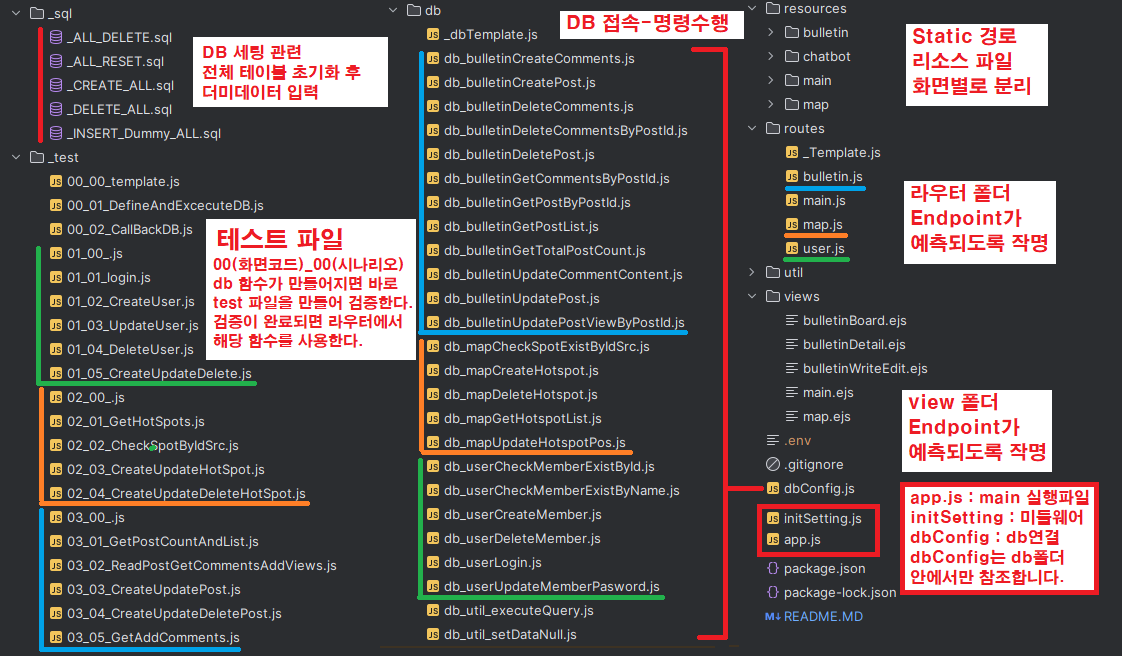 _sql
_ALL_DELETE.sql
_ALL_RESET.sql
_CREATE_ALL.sql
_DELETE_ALL.sql
_INSERT_Dummy_ALL.sql
DB 세팅 관련
전체 테이블 초기화 후
더미데이터 입력
_test
00_00_template.js
00_01_DefineAndExcecuteDB.js
00_02_CallBackDB.js
01_00_.js
01_01_login.js
01_02_CreateUser.js
01_03_UpdateUser.js
01_04_DeleteUser.js
01_05_CreateUpdateDelete.js
02_00_.js
02_01_GetHotSpots.js
02_02_CheckSpotByIdSrc.js
02_03_CreateUpdateHotSpot.js
02_04_CreateUpdateDeleteHotSpot.js
03_00_.js
03_01_GetPostCountAndList.js
03_02_ReadPostGetCommentsAddViews.js
03_03_CreateUpdatePost.js
03_04_CreateUpdateDeletePost.js
03_05_GetAddComments.js
테스트 파일
00(화면코드)_00(시나리오)
db 함수가 만들어지면 바로
test 파일을 만들어 검증한다.
검증이 완료되면 라우터에서
해당 함수를 사용한다.
db
_dbTemplate.js
db_bulletinCreateComments.js
db_bulletinCreatePost.js
db_bulletinDeleteComments.js
db_bulletinDeleteCommentsByPostId.js
db_bulletinDeletePost.js
db_bulletinGetCommentsByPostId.js
db_bulletinGetPostByPostId.js
db_bulletinGetPostList.js
db_bulletinGetTotalPostCount.js
db_bulletinUpdateCommentContent.js
db_bulletinUpdatePost.js
db_bulletinUpdatePostViewByPostId.js
db_mapCheckSpotExistByIdSrc.js
db_mapCreateHotspot.js
db_mapDeleteHotspot.js
db_mapGetHotspotList.js
db_mapUpdateHotspotPos.js
db_userCheckMemberExistById.js
db_userCheckMemberExistByName.js
db_userCreateMember.js
db_userDeleteMember.js
db_userLogin.js
db_userUpdateMemberPasword.js
db_util_executeQuery.js
db_util_setDataNull.js
DB 접속-명령수행
resources
bulletin
chatbot
main
map
Static 경로
리소스 파일
화면별로 분리
routes
_Template.js
bulletin.js
main.js
map.js
user.js
라우터 폴더
Endpoint가
예측되도록 작명
util
views
bulletinBoard.ejs
bulletinDetail.ejs
bulletinWriteEdit.ejs
main.ejs
map.ejs
view 폴더
Endpoint가
예측되도록 작명
.env
.gitignore
dbConfig.js
initSetting.js
app.js
package.json
package-lock.json
README.MD
app.js : main 실행파일
initSetting : 미들웨어
dbConfig : db연결
dbConfig는 db폴더
안에서만 참조합니다.